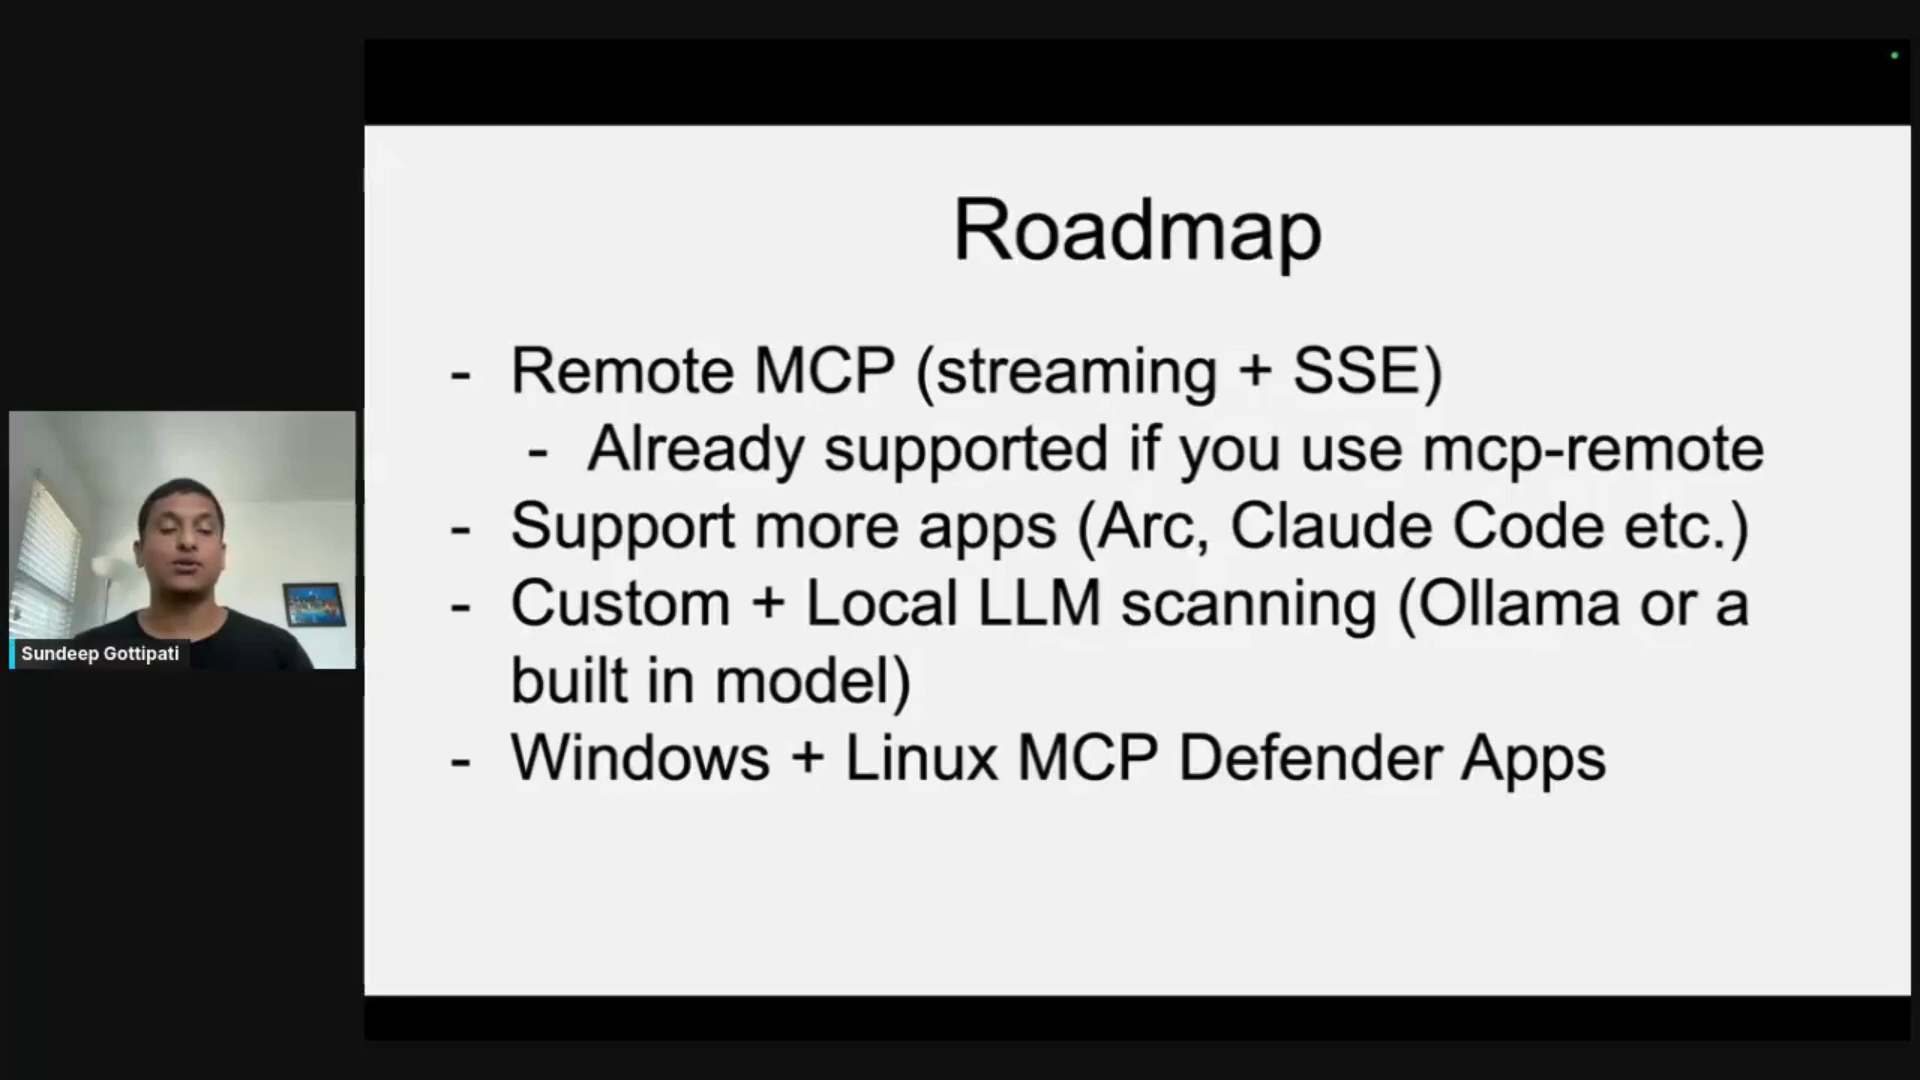 Roadmap
- Remote MCP (streaming + SSE)
- Already supported if you use mcp-remote
- Support more apps (Arc, Claude Code etc.)
- Custom + Local LLM scanning (Ollama or a
built in model)
- Windows + Linux MCP Defender Apps
Sundeep Gottipati